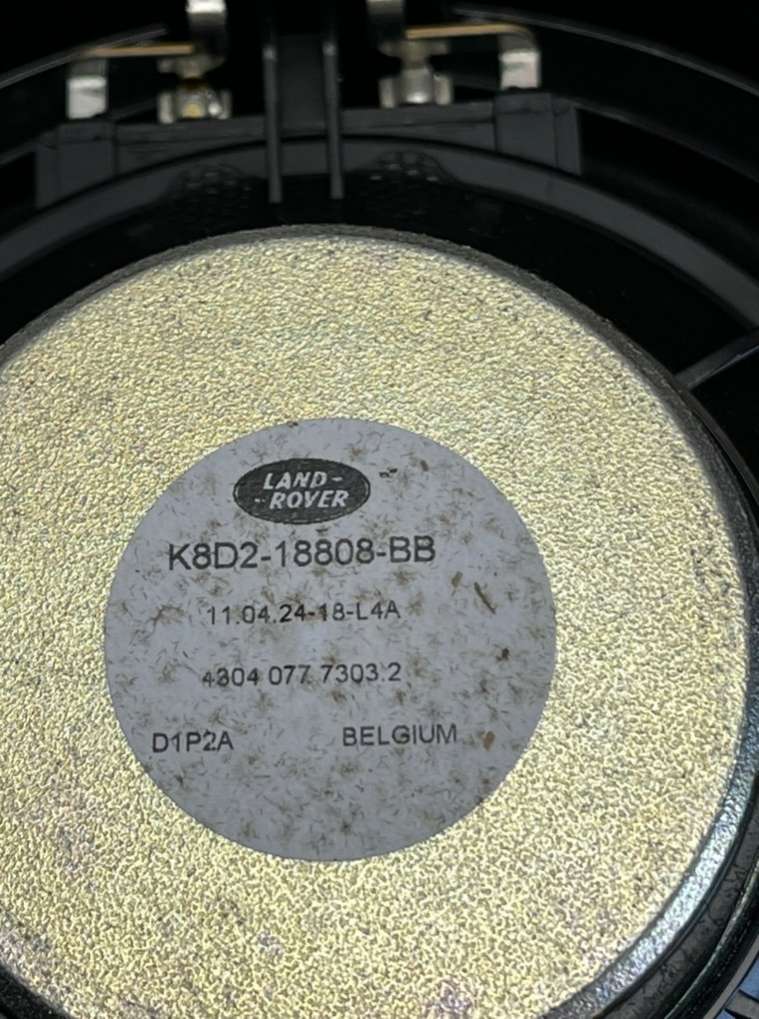 LAND-
-ROVER
K8D2-18808-BB
11.04.24-18-L4A
4304 077 7303.2
D1P2A BELGIUM